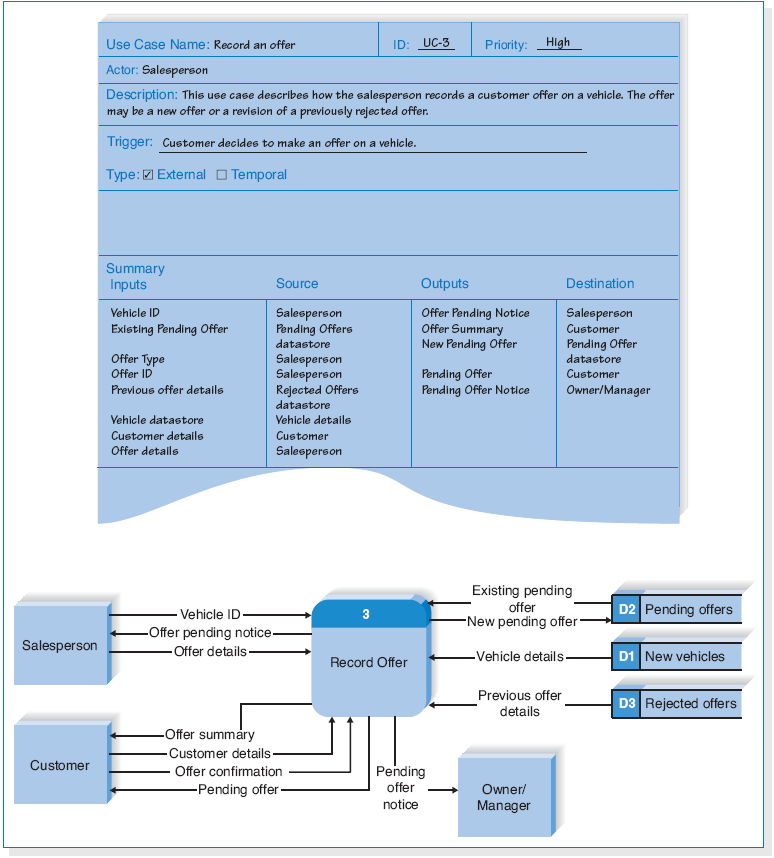 Use Case Name: Record an offer ID: UC-3 Priority: High
Actor: Salesperson
Description: This use case describes how the salesperson records a customer offer on a vehicle. The offer
may be a new offer or a revision of a previously rejected offer.
Trigger: Customer decides to make an offer on a vehicle.
Type: ☑ External ☐ Temporal
Summary
Inputs Source Outputs Destination
Vehicle ID Salesperson Offer Pending Notice Salesperson
Existing Pending Offer Pending Offers Offer Summary Customer
datastore New Pending Offer Pending Offer
Offer Type Salesperson datastore
Offer ID Salesperson Pending Offer Customer
Previous offer details Rejected Offers Pending Offer Notice Owner/Manager
datastore
Vehicle datastore Vehicle details
Customer details Customer
Offer details Salesperson
Salesperson
Vehicle ID
Offer pending notice
Offer details
3
Record Offer
Existing pending
offer
New pending offer
D2 Pending offers
Vehicle details
D1 New vehicles
Previous offer
details
D3 Rejected offers
Customer
Offer summary
Customer details
Offer confirmation
Pending offer
Pending
offer
notice
Owner/
Manager